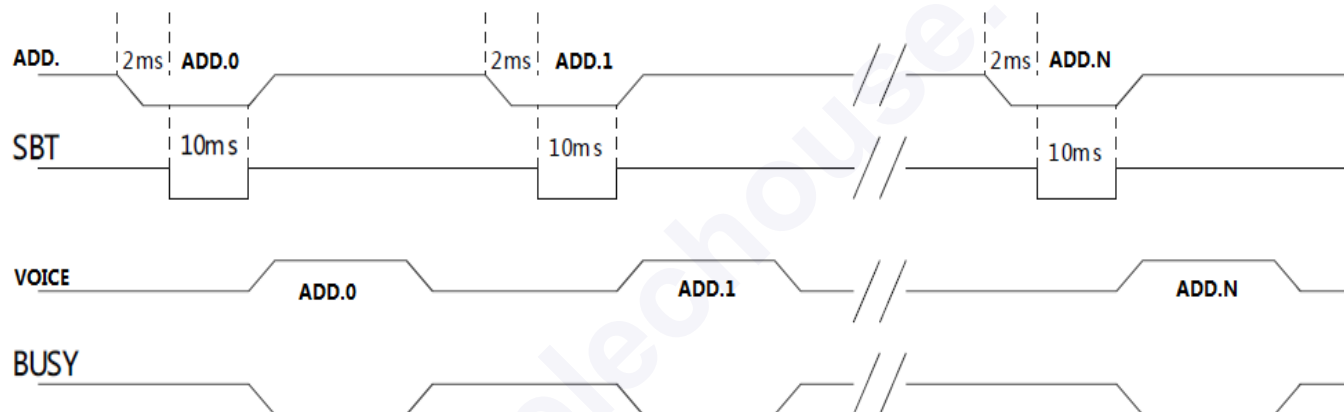 ADD. 2ms ADD.0 2ms ADD.1 2ms ADD.N
SBT 10ms 10ms 10ms
VOICE ADD.0 ADD.1 ADD.N
BUSY
elechouse.